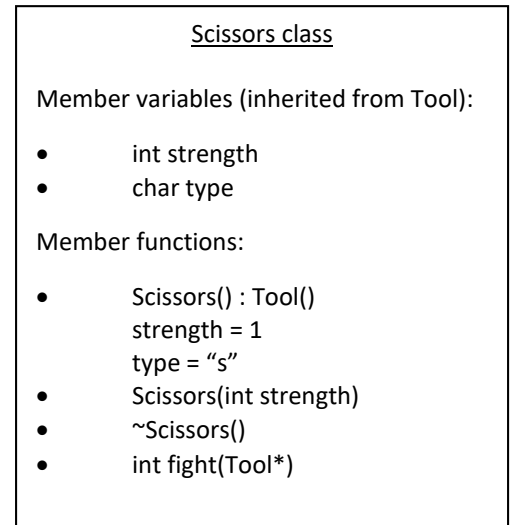 Scissors class
Member variables (inherited from Tool):
• int strength
• char type
Member functions:
• Scissors() : Tool()
strength = 1
type = “s”
• Scissors(int strength)
• ~Scissors()
• int fight(Tool*)